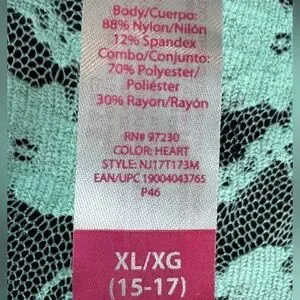 Body/Cuerpo:
88% Nylon/Nilón
12% Spandex
Combo/Conjunto:
70% Polyester/
Poliéster
30% Rayon/Rayón
RN# 97230
COLOR: HEART
STYLE: NJ17T173M
EAN/UPC 19004043765
P46
XL/XG
(15-17)